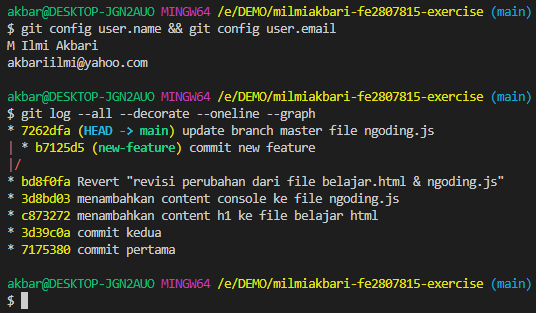 akbar@DESKTOP-JGN2AUO MINGW64 /e/DEMO/milmiakbari-fe2807815-exercise (main)
$ git config user.name && git config user.email
M Ilmi Akbari
akbariilmi@yahoo.com
akbar@DESKTOP-JGN2AUO MINGW64 /e/DEMO/milmiakbari-fe2807815-exercise (main)
$ git log --all --decorate --oneline --graph
* 7262dfa (HEAD -> main) update branch master file ngoding.js
| * b7125d5 (new-feature) commit new feature
|/
* bd8f0fa Revert "revisi perubahan dari file belajar.html & ngoding.js"
* 3d8bd03 menambahkan content console ke file ngoding.js
* c873272 menambahkan content h1 ke file belajar html
* 3d39c0a commit kedua
* 7175380 commit pertama
akbar@DESKTOP-JGN2AUO MINGW64 /e/DEMO/milmiakbari-fe2807815-exercise (main)
$